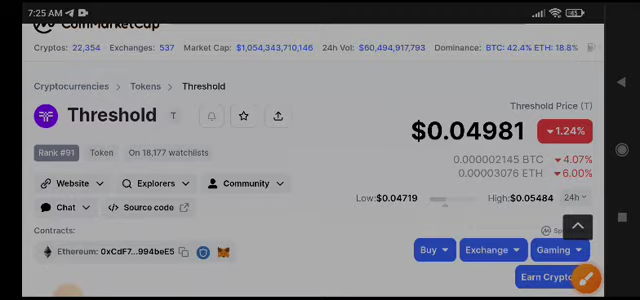 7:25 AM
45
CoinMarketCap
Cryptos: 22,354 Exchanges: 537 Market Cap: $1,054,343,710,146 24h Vol: $60,494,917,793 Dominance: BTC: 42.4% ETH: 18.8%
Cryptocurrencies > Tokens > Threshold
Threshold T
Threshold Price (T)
$0.04981 1.24%
Rank #91 Token On 18,177 watchlists
0.000002145 BTC 4.07%
0.00003076 ETH 6.00%
Website Explorers Community
Low: $0.04719 High: $0.05484 24h
Chat Source code
Contracts:
Ethereum: 0xCdF7...994beE5
Buy Exchange Gaming
Earn Crypto